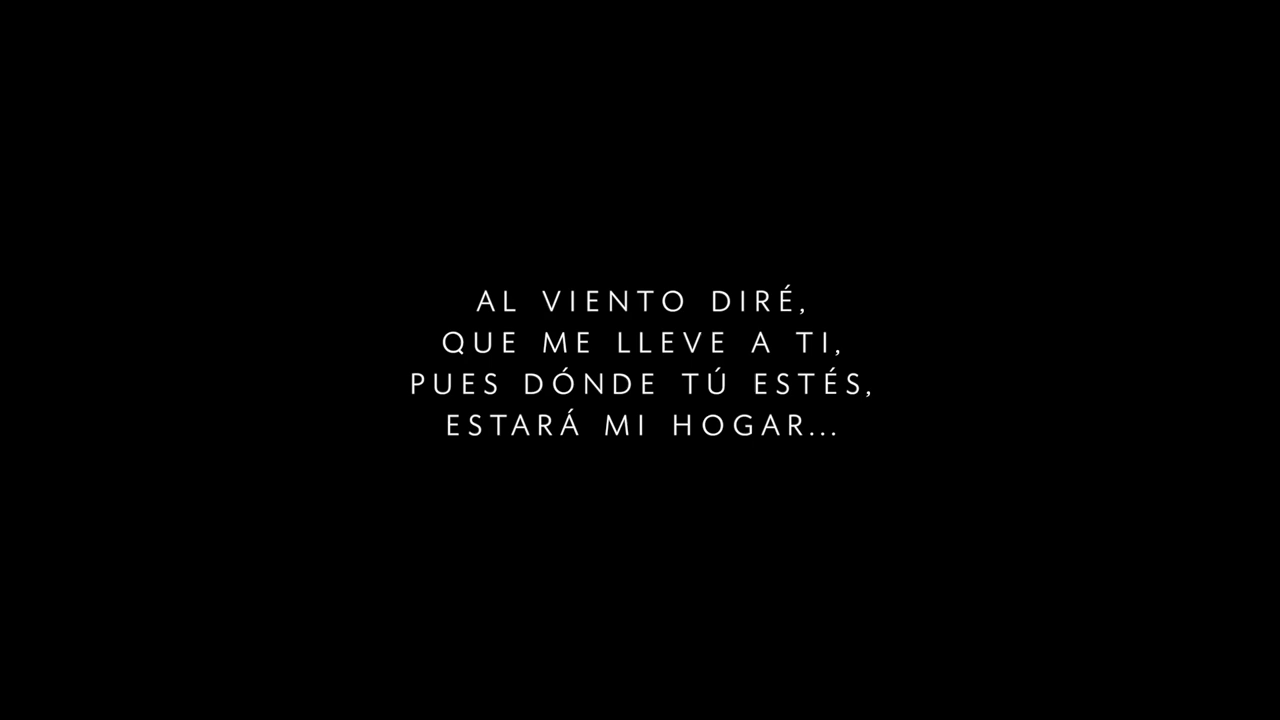 AL VIENTO DIRÉ,
QUE ME LLEVE A TI,
PUES DÓNDE TÚ ESTÉS,
ESTARÁ MI HOGAR...